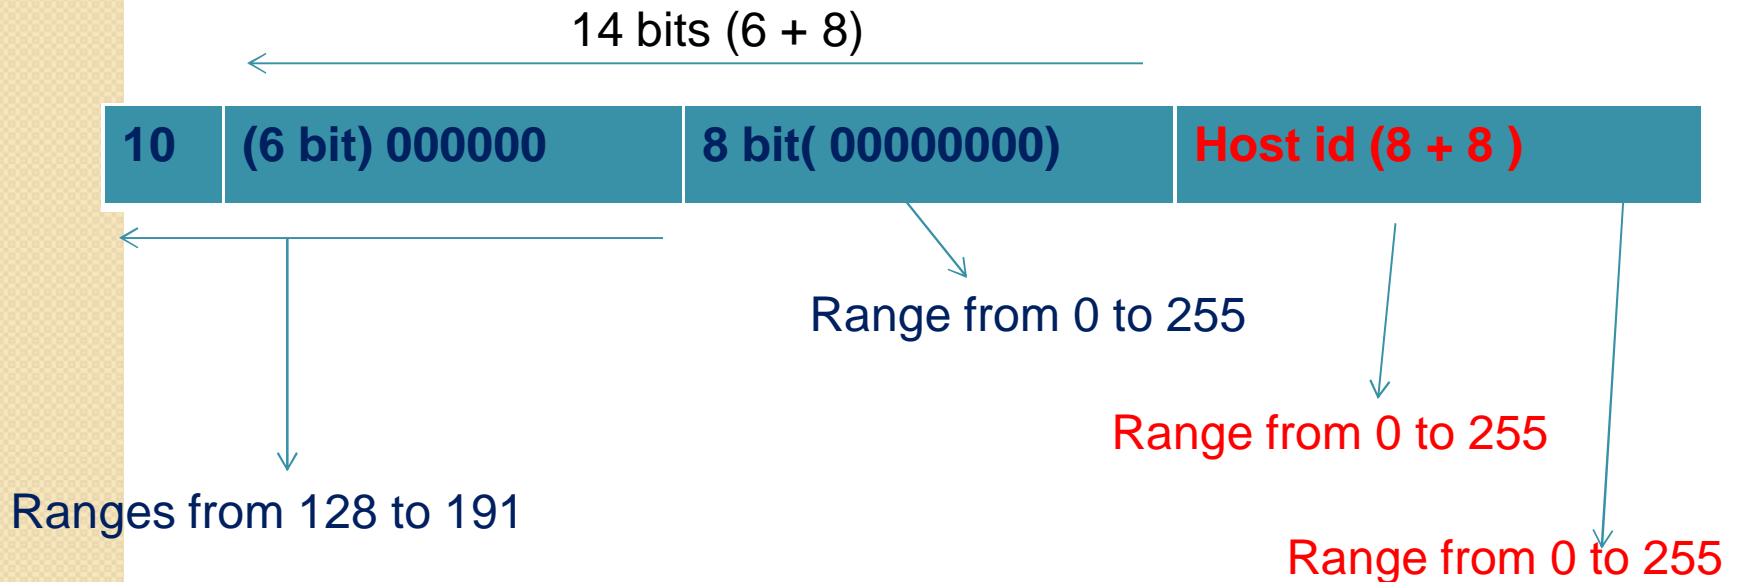 14 bits (6 + 8)
10 (6 bit) 000000 8 bit( 00000000) Host id (8 + 8 )
Range from 0 to 255
Range from 0 to 255
Ranges from 128 to 191
Range from 0 to 255